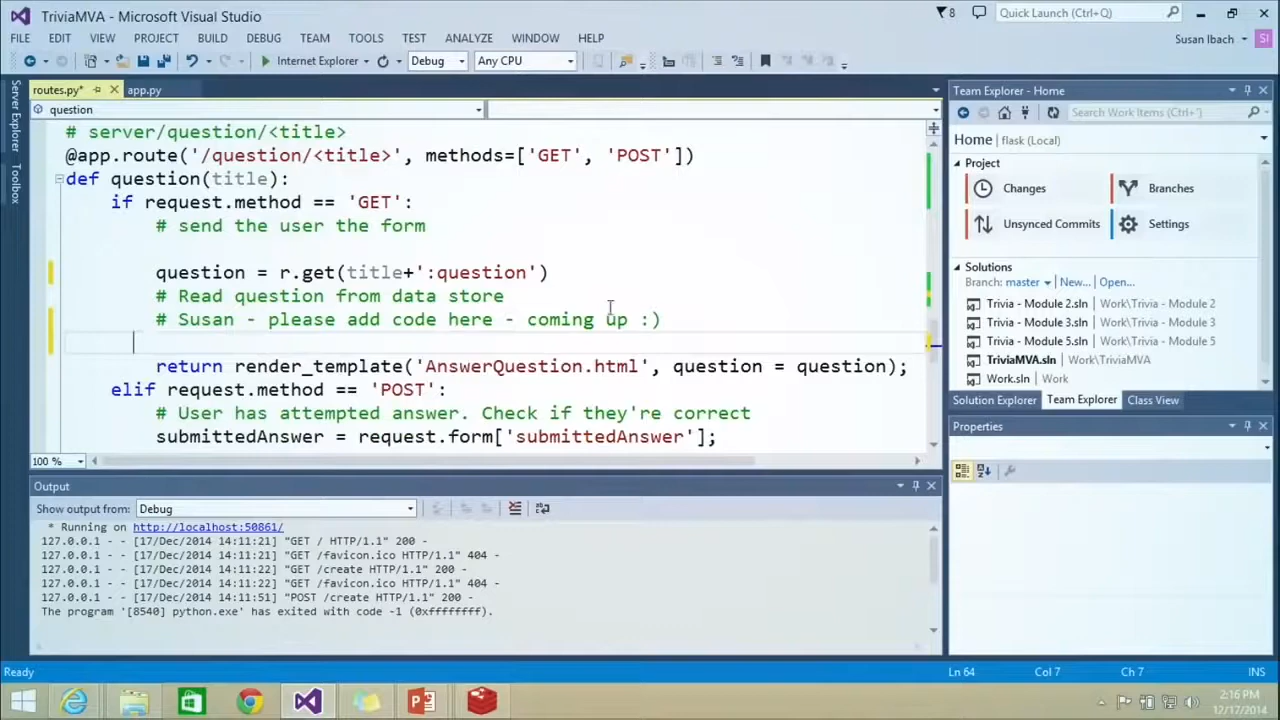 TriviaMVA - Microsoft Visual Studio
8
Quick Launch (Ctrl+Q)
FILE EDIT VIEW PROJECT BUILD DEBUG TEAM TOOLS TEST ANALYZE WINDOW HELP
Susan Ibach
SI
Internet Explorer
Debug
Any CPU
Server Explorer
Toolbox
routes.py*
app.py
question
# server/question/<title>
@app.route('/question/<title>', methods=['GET', 'POST'])
def question(title):
if request.method == 'GET':
# send the user the form
question = r.get(title+':question')
# Read question from data store
# Susan - please add code here - coming up :)
return render_template('AnswerQuestion.html', question = question);
elif request.method == 'POST':
# User has attempted answer. Check if they're correct
submittedAnswer = request.form['submittedAnswer'];
100 %
Team Explorer - Home
Search Work Items (Ctrl+')
Home | flask (Local)
Project
Changes
Branches
Unsynced Commits
Settings
Solutions
Branch: master | New... | Open...
Trivia - Module 2.sln Work\Trivia - Module 2
Trivia - Module 3.sln Work\Trivia - Module 3
Trivia - Module 5.sln Work\Trivia - Module 5
TriviaMVA.sln Work\TriviaMVA
Work.sln Work
Solution Explorer Team Explorer Class View
Properties
Output
Show output from: Debug
* Running on http://localhost:50861/
127.0.0.1 - - [17/Dec/2014 14:11:21] "GET / HTTP/1.1" 200 -
127.0.0.1 - - [17/Dec/2014 14:11:21] "GET /favicon.ico HTTP/1.1" 404 -
127.0.0.1 - - [17/Dec/2014 14:11:22] "GET /create HTTP/1.1" 200 -
127.0.0.1 - - [17/Dec/2014 14:11:22] "GET /favicon.ico HTTP/1.1" 404 -
127.0.0.1 - - [17/Dec/2014 14:11:51] "POST /create HTTP/1.1" 200 -
The program '[8540] python.exe' has exited with code -1 (0xffffffff).
Ready
Ln 64
Col 7
Ch 7
INS
2:16 PM
12/17/2014